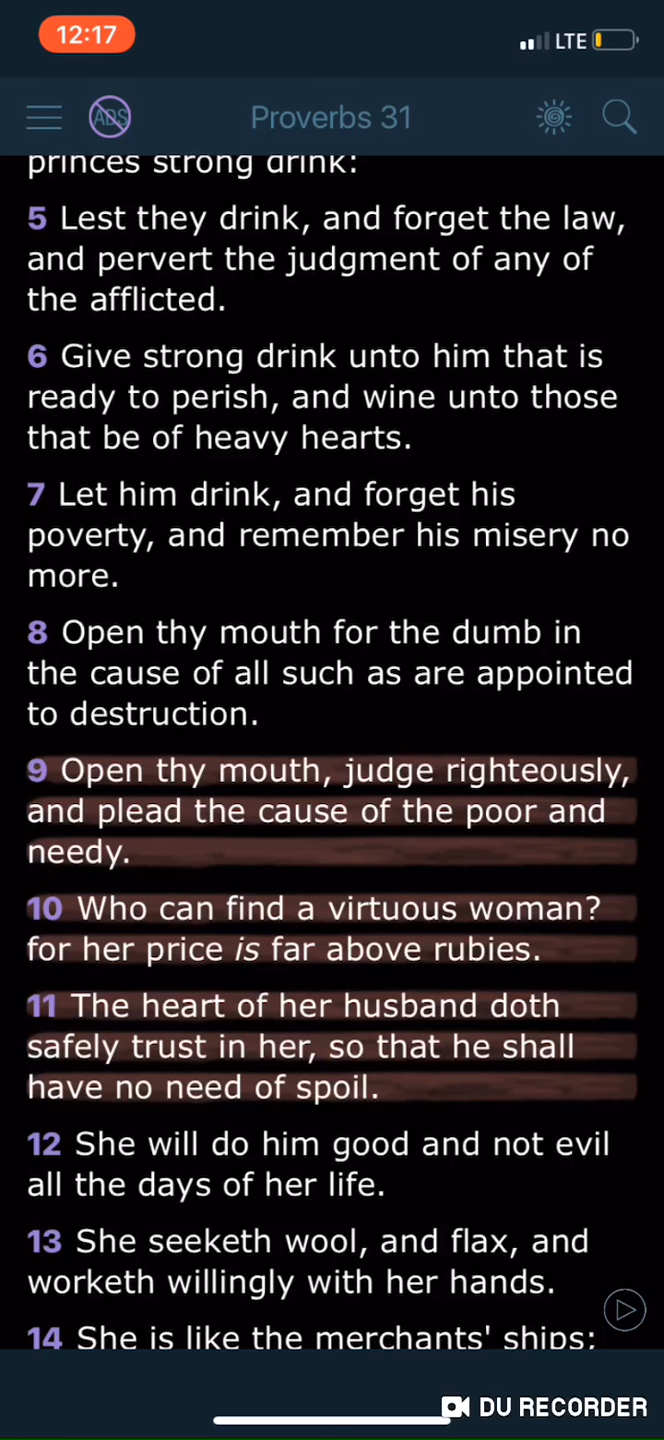 12:17
LTE
ADS
Proverbs 31
princes strong drink:
5 Lest they drink, and forget the law,
and pervert the judgment of any of
the afflicted.
6 Give strong drink unto him that is
ready to perish, and wine unto those
that be of heavy hearts.
7 Let him drink, and forget his
poverty, and remember his misery no
more.
8 Open thy mouth for the dumb in
the cause of all such as are appointed
to destruction.
9 Open thy mouth, judge righteously,
and plead the cause of the poor and
needy.
10 Who can find a virtuous woman?
for her price is far above rubies.
11 The heart of her husband doth
safely trust in her, so that he shall
have no need of spoil.
12 She will do him good and not evil
all the days of her life.
13 She seeketh wool, and flax, and
worketh willingly with her hands.
14 She is like the merchants' ships;
DU RECORDER